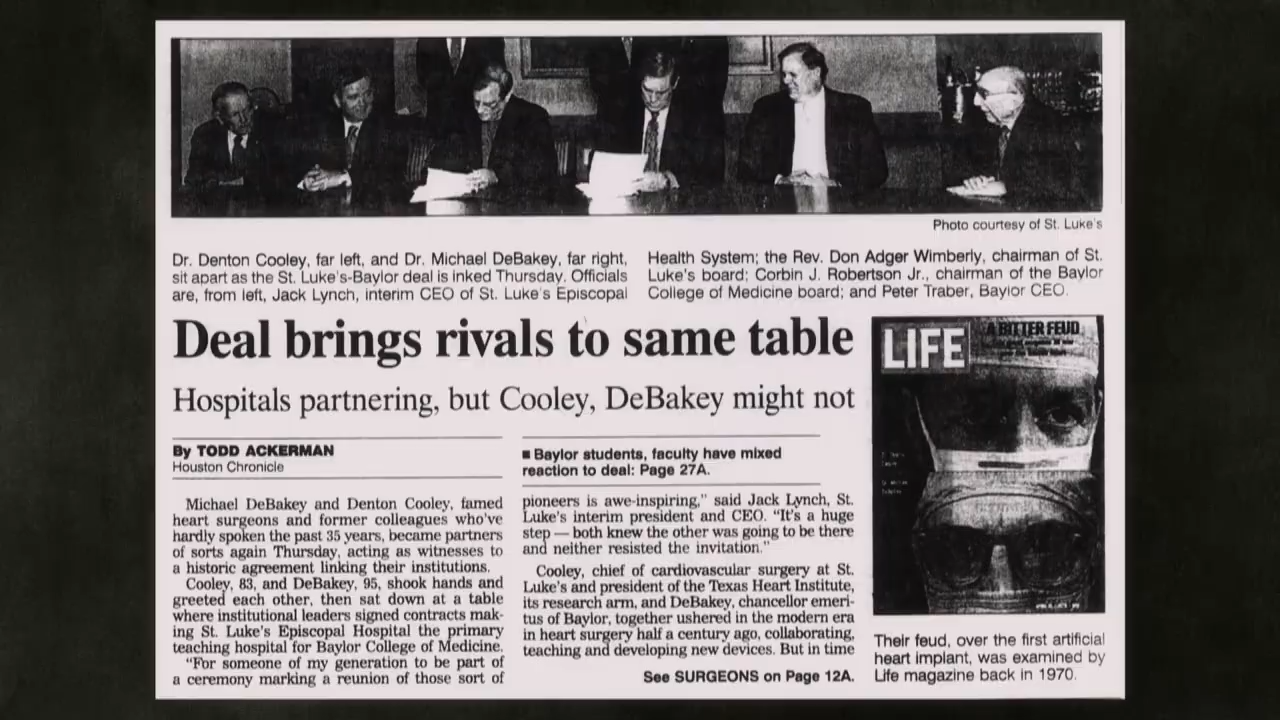 Photo courtesy of St. Luke's
Dr. Denton Cooley, far left, and Dr. Michael DeBakey, far right,
sit apart as the St. Luke's-Baylor deal is inked Thursday. Officials
are, from left, Jack Lynch, interim CEO of St. Luke's Episcopal
Health System; the Rev. Don Adger Wimberly, chairman of St.
Luke's board; Corbin J. Robertson Jr., chairman of the Baylor
College of Medicine board; and Peter Traber, Baylor CEO.
Deal brings rivals to same table
Hospitals partnering, but Cooley, DeBakey might not
By TODD ACKERMAN
Houston Chronicle
Michael DeBakey and Denton Cooley, famed
heart surgeons and former colleagues who've
hardly spoken the past 35 years, became partners
of sorts again Thursday, acting as witnesses to
a historic agreement linking their institutions.
Cooley, 83, and DeBakey, 95, shook hands and
greeted each other, then sat down at a table
where institutional leaders signed contracts mak-
ing St. Luke's Episcopal Hospital the primary
teaching hospital for Baylor College of Medicine.
"For someone of my generation to be part of
a ceremony marking a reunion of those sort of
■ Baylor students, faculty have mixed
reaction to deal: Page 27A.
pioneers is awe-inspiring," said Jack Lynch, St.
Luke's interim president and CEO. "It's a huge
step — both knew the other was going to be there
and neither resisted the invitation."
Cooley, chief of cardiovascular surgery at St.
Luke's and president of the Texas Heart Institute,
its research arm, and DeBakey, chancellor emeri-
tus of Baylor, together ushered in the modern era
in heart surgery half a century ago, collaborating,
teaching and developing new devices. But in time
See SURGEONS on Page 12A.
LIFE
A BITTER FEUD
Their feud, over the first artificial
heart implant, was examined by
Life magazine back in 1970.